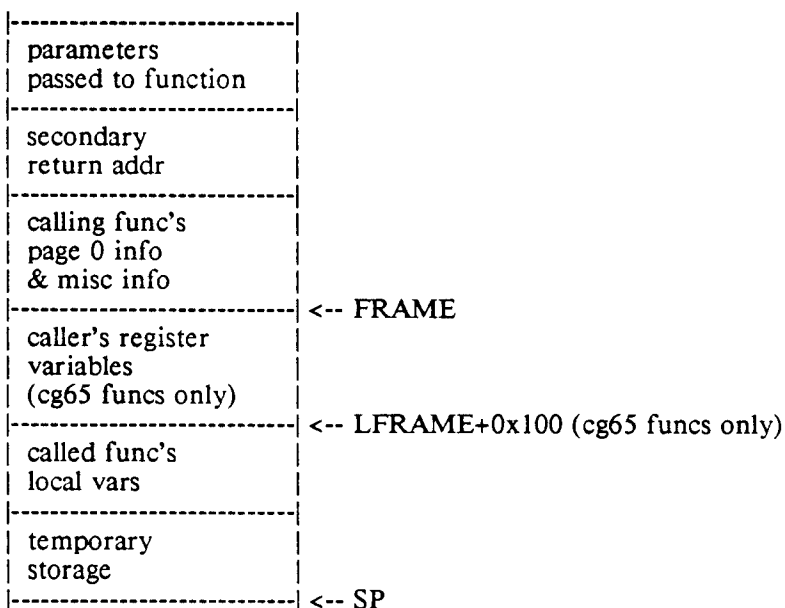 |---------------------------|
| parameters
| passed to function |
|---------------------------|
| secondary
| return addr |
|---------------------------|
| calling func's
| page 0 info
| & misc info |
|---------------------------| <-- FRAME
| caller's register
| variables
| (cg65 funcs only) |
|---------------------------| <-- LFRAME+0x100 (cg65 funcs only)
| called func's
| local vars |
|---------------------------|
| temporary
| storage |
|---------------------------| <-- SP